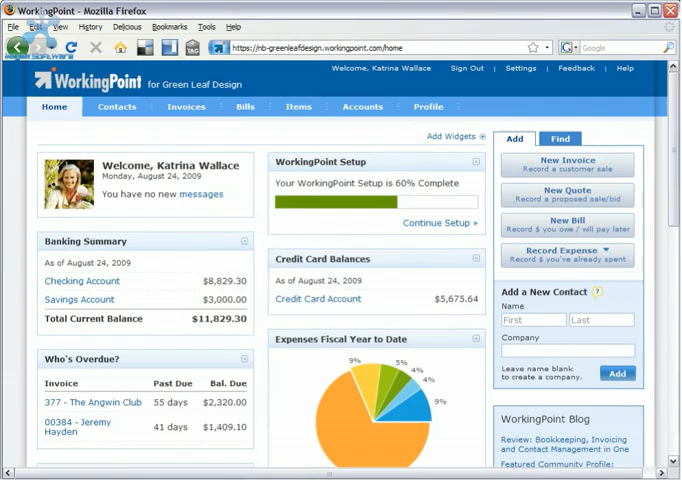 WorkingPoint - Mozilla Firefox
File Edit View History Bookmarks Delicious Bookmarks Tools Help
https://nb-greenleafdesign.workingpoint.com/home
Google
Welcome, Katrina Wallace Sign Out Settings Feedback Help
WorkingPoint for Green Leaf Design
Home Contacts Invoices Bills Items Accounts Profile
Add Widgets
Welcome, Katrina Wallace
Monday, August 24, 2009
You have no new messages
Banking Summary
As of August 24, 2009
Checking Account $8,829.30
Savings Account $3,000.00
Total Current Balance $11,829.30
Who's Overdue?
Invoice Past Due Bal. Due
377 - The Angwin Club 55 days $2,320.00
00384 - Jeremy
Hayden 41 days $1,409.10
WorkingPoint Setup
Your WorkingPoint Setup is 60% Complete
Continue Setup »
Credit Card Balances
As of August 24, 2009
Credit Card Account $5,675.64
Expenses Fiscal Year to Date
9%
5%
4%
4%
9%
Add Find
New Invoice
Record a customer sale
New Quote
Record a proposed sale/bid
New Bill
Record $ you owe / will pay later
Record Expense
Record $ you've already spent
Add a New Contact ?
Name
First Last
Company
Leave name blank
to create a company.
Add
WorkingPoint Blog
Review: Bookkeeping, Invoicing
and Contact Management in One
Featured Community Profile: